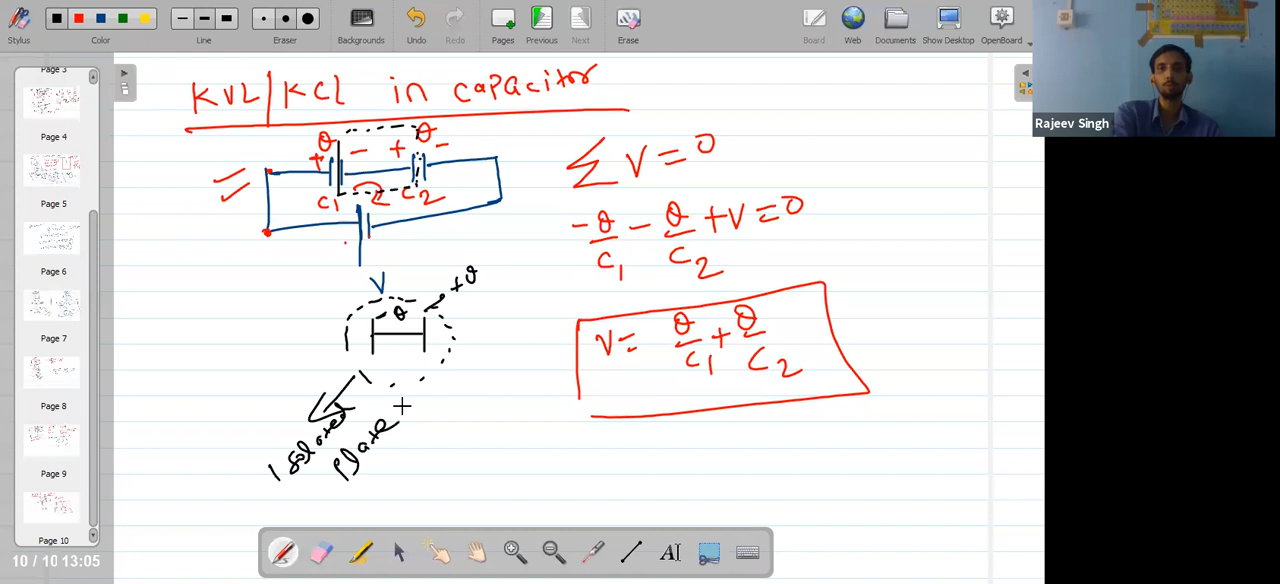 Stylus
Color
Line
Eraser
Backgrounds
Undo
Redo
Pages
Previous
Next
Erase
Board
Web
Documents
Show Desktop
OpenBoard
Rajeev Singh
Page 3
Page 4
Page 5
Page 6
Page 7
Page 8
Page 9
Page 10
10 / 10 13:05
KVL/KCL in capacitor
θ θ
+ - + -
C1 C2
V
- θ +θ
Isolated
plate
∑ V = 0
-θ/C1 - θ/C2 + V = 0
V = θ/C1 + θ/C2
AI